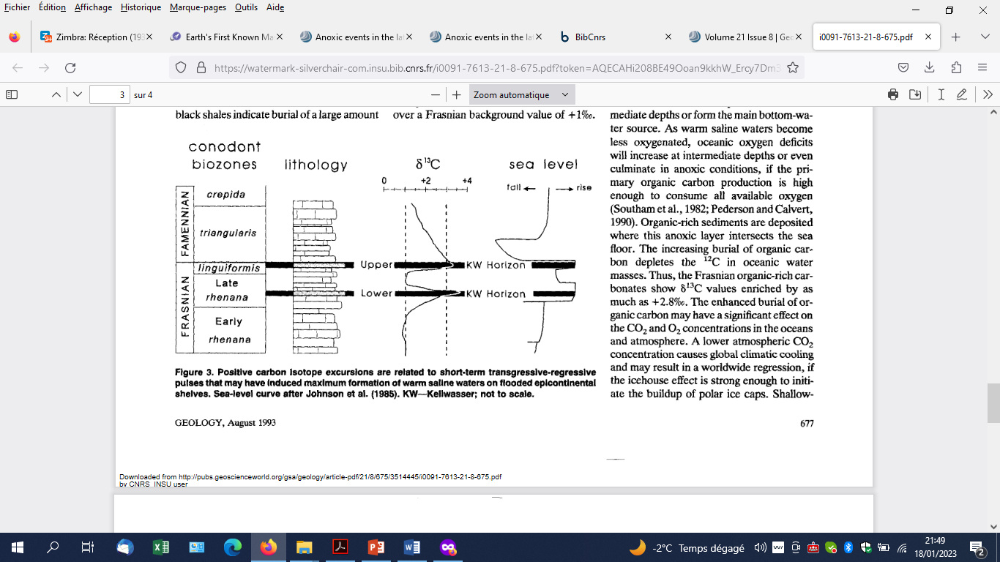 Fichier Édition Affichage Historique Marque-pages Outils Aide
Zimbra: Réception (193
Earth's First Known Ma
Anoxic events in the lat
Anoxic events in the lat
BibCnrs
Volume 21 Issue 8 | Geo
i0091-7613-21-8-675.pdf
https://watermark-silverchair-com.insu.bib.cnrs.fr/i0091-7613-21-8-675.pdf?token=AQECAHi208BE49Ooan9kkhW_Ercy7Dm3
3 sur 4
Zoom automatique
black shales indicate burial of a large amount
over a Frasnian background value of +1‰.
conodont
biozones
lithology
δ¹³C
sea level
0 +2 +4
fall rise
FAMENNIAN
crepida
triangularis
FRASNIAN
linguiformis
Late
rhenana
Early
rhenana
Upper KW Horizon
Lower KW Horizon
Figure 3. Positive carbon isotope excursions are related to short-term transgressive-regressive
pulses that may have induced maximum formation of warm saline waters on flooded epicontinental
shelves. Sea-level curve after Johnson et al. (1985). KW—Kellwasser; not to scale.
GEOLOGY, August 1993
mediate depths or form the main bottom-wa-
ter source. As warm saline waters become
less oxygenated, oceanic oxygen deficits
will increase at intermediate depths or even
culminate in anoxic conditions, if the pri-
mary organic carbon production is high
enough to consume all available oxygen
(Southam et al., 1982; Pederson and Calvert,
1990). Organic-rich sediments are deposited
where this anoxic layer intersects the sea
floor. The increasing burial of organic car-
bon depletes the ¹²C in oceanic water
masses. Thus, the Frasnian organic-rich car-
bonates show δ¹³C values enriched by as
much as +2.8‰. The enhanced burial of or-
ganic carbon may have a significant effect on
the CO₂ and O₂ concentrations in the oceans
and atmosphere. A lower atmospheric CO₂
concentration causes global climatic cooling
and may result in a worldwide regression, if
the icehouse effect is strong enough to initi-
ate the buildup of polar ice caps. Shallow-
677
Downloaded from http://pubs.geoscienceworld.org/gsa/geology/article-pdf/21/8/675/3514445/i0091-7613-21-8-675.pdf
by CNRS_INSU user
-2°C Temps dégagé
21:49
18/01/2023
2